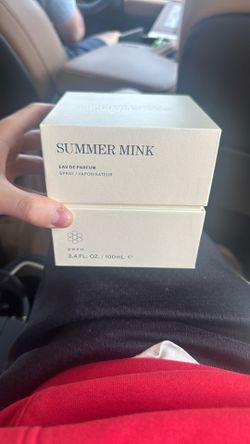 SUMMER MINK
EAU DE PARFUM
SPRAY / VAPORISATEUR
3.4 FL. OZ. / 100mL ℮